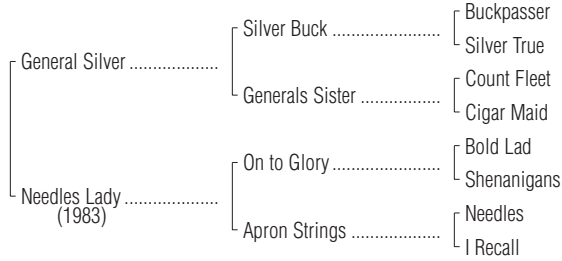 Buckpasser
Silver Buck ........................
Silver True
General Silver ....................
Count Fleet
Generals Sister ..................
Cigar Maid
Bold Lad
On to Glory ........................
Shenanigans
Needles Lady .....................
(1983)
Needles
Apron Strings ....................
I Recall